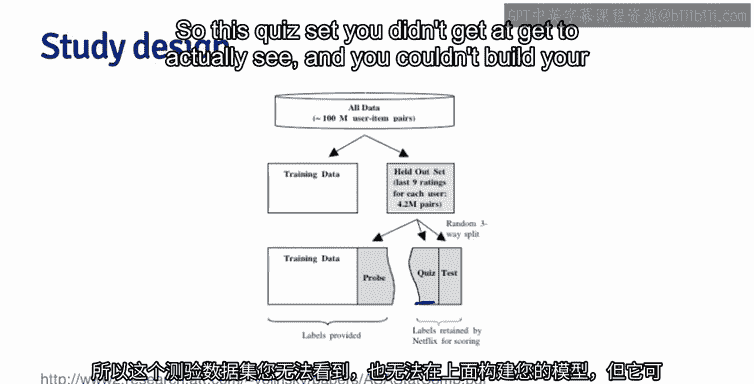 So this quiz set you didn't get at get to
actually see, and you couldn't build your
Study design
All Data
(~ 100 M user-item pairs)
Training Data
Held Out Set
(last 9 ratings
for each user:
4.2M pairs)
Random 3-
way split
Training Data
Probe
Quiz
Test
Labels provided
Labels retained by
Netflix for scoring
所以这个测验数据集您无法看到，也无法在上面构建您的模型，但它可